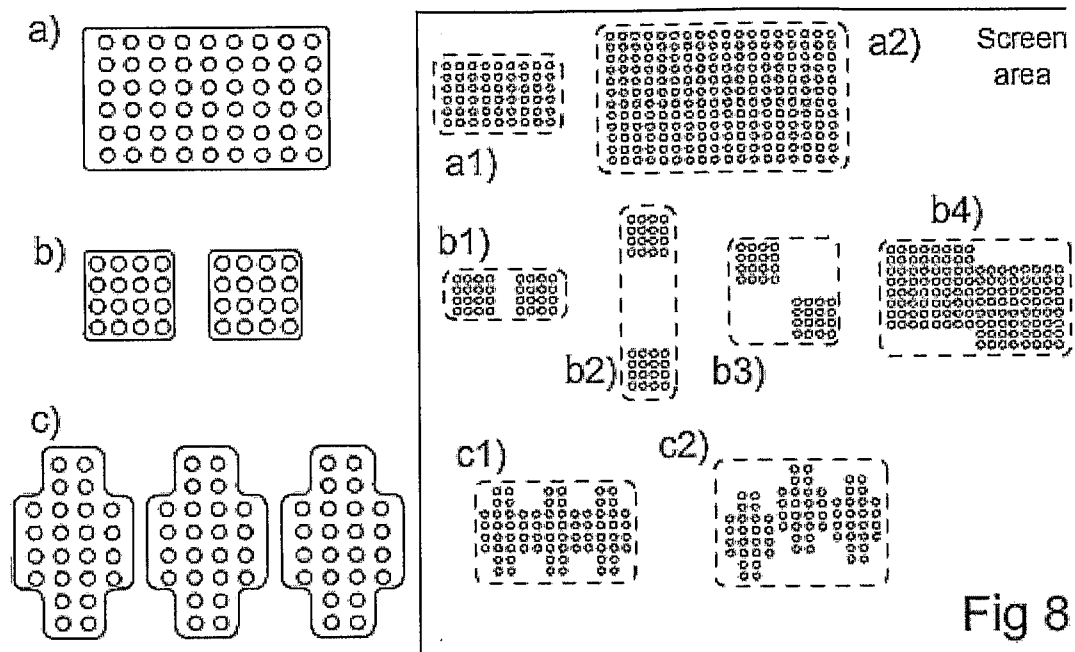 a)
a1)
a2)
Screen
area
b)
b1)
b2)
b3)
b4)
c)
c1)
c2)
Fig 8